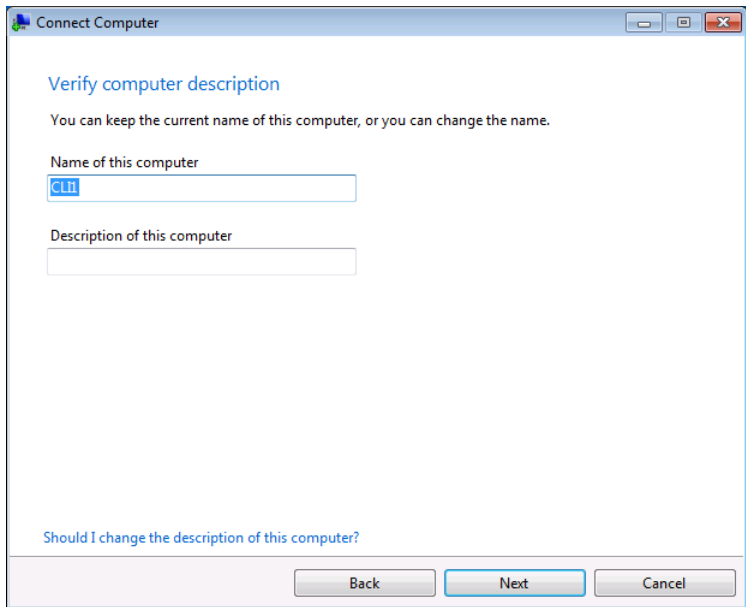 Connect Computer
Verify computer description
You can keep the current name of this computer, or you can change the name.
Name of this computer
Description of this computer
Should I change the description of this computer?
Back Next Cancel